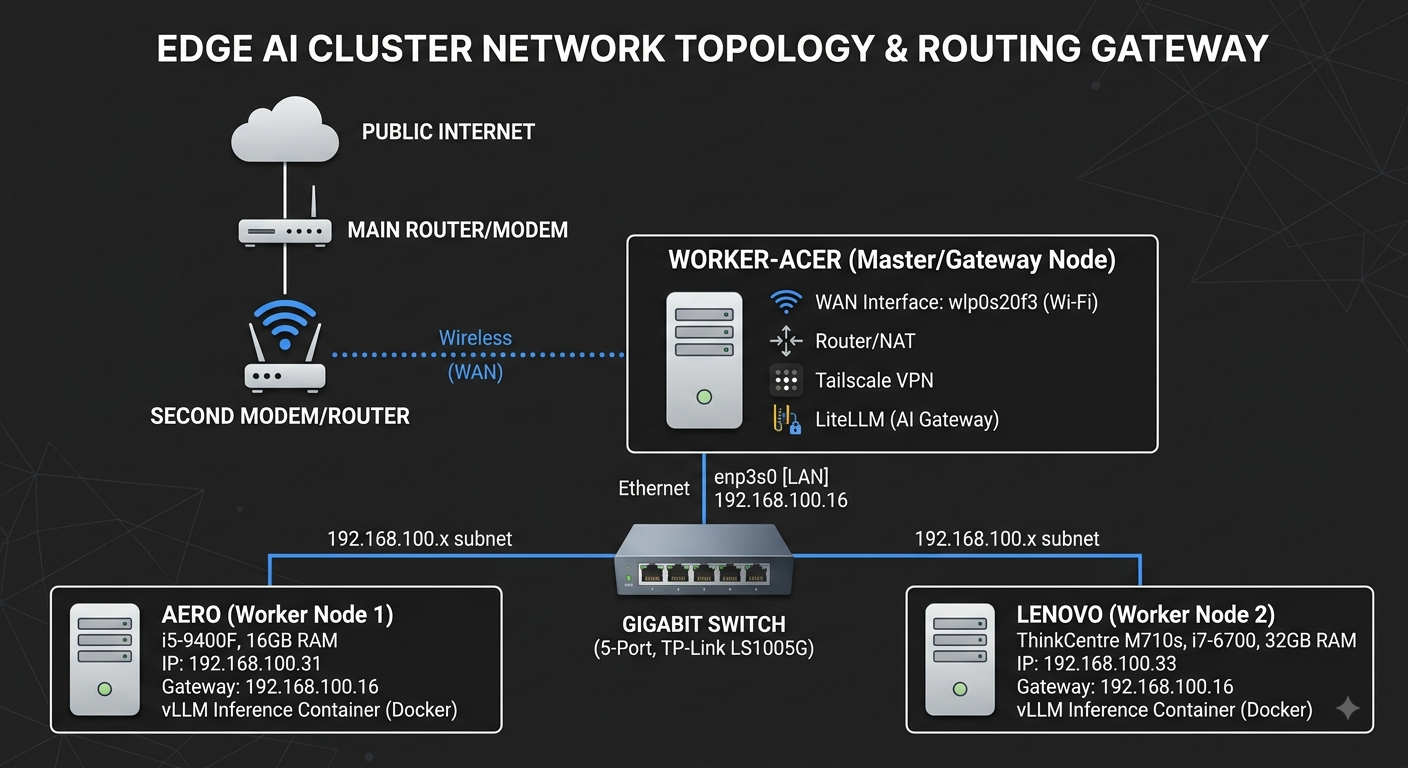 EDGE AI CLUSTER NETWORK TOPOLOGY & ROUTING GATEWAY
PUBLIC INTERNET
MAIN ROUTER/MODEM
SECOND MODEM/ROUTER
Wireless
(WAN)
WORKER-ACER (Master/Gateway Node)
WAN Interface: wlp0s20f3 (Wi-Fi)
Router/NAT
Tailscale VPN
LiteLLM (AI Gateway)
Ethernet
enp3s0 [LAN]
192.168.100.16
192.168.100.x subnet
192.168.100.x subnet
GIGABIT SWITCH
(5-Port, TP-Link LS1005G)
AERO (Worker Node 1)
i5-9400F, 16GB RAM
IP: 192.168.100.31
Gateway: 192.168.100.16
vLLM Inference Container (Docker)
LENOVO (Worker Node 2)
ThinkCentre M710s, i7-6700, 32GB RAM
IP: 192.168.100.33
Gateway: 192.168.100.16
vLLM Inference Container (Docker)